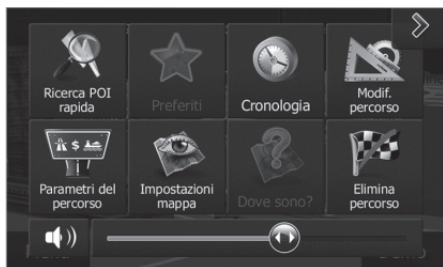 Ricerca POI
rapida
Preferiti
Cronologia
Modif.
percorso
Parametri del
percorso
Impostazioni
mappa
Dove sono?
Elimina
percorso